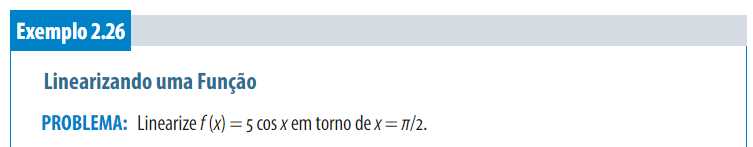 Exemplo 2.26
Linearizando uma Função
PROBLEMA: Linearize f (x) = 5 cos x em torno de x = π/2.